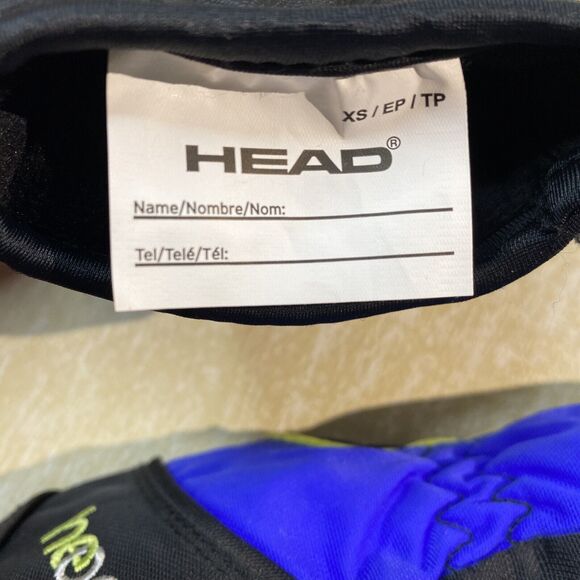 XS / EP / TP
HEAD®
Name/Nombre/Nom:
Tel/Telé/Tél: